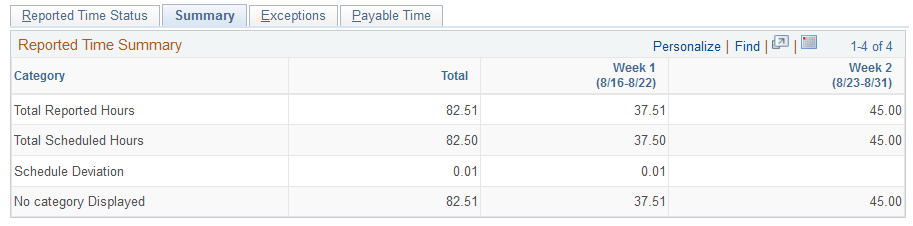 Reported Time Status Summary Exceptions Payable Time
Reported Time Summary Personalize | Find | | 1-4 of 4
Category Total Week 1 (8/16-8/22) Week 2 (8/23-8/31)
Total Reported Hours 82.51 37.51 45.00
Total Scheduled Hours 82.50 37.50 45.00
Schedule Deviation 0.01 0.01
No category Displayed 82.51 37.51 45.00